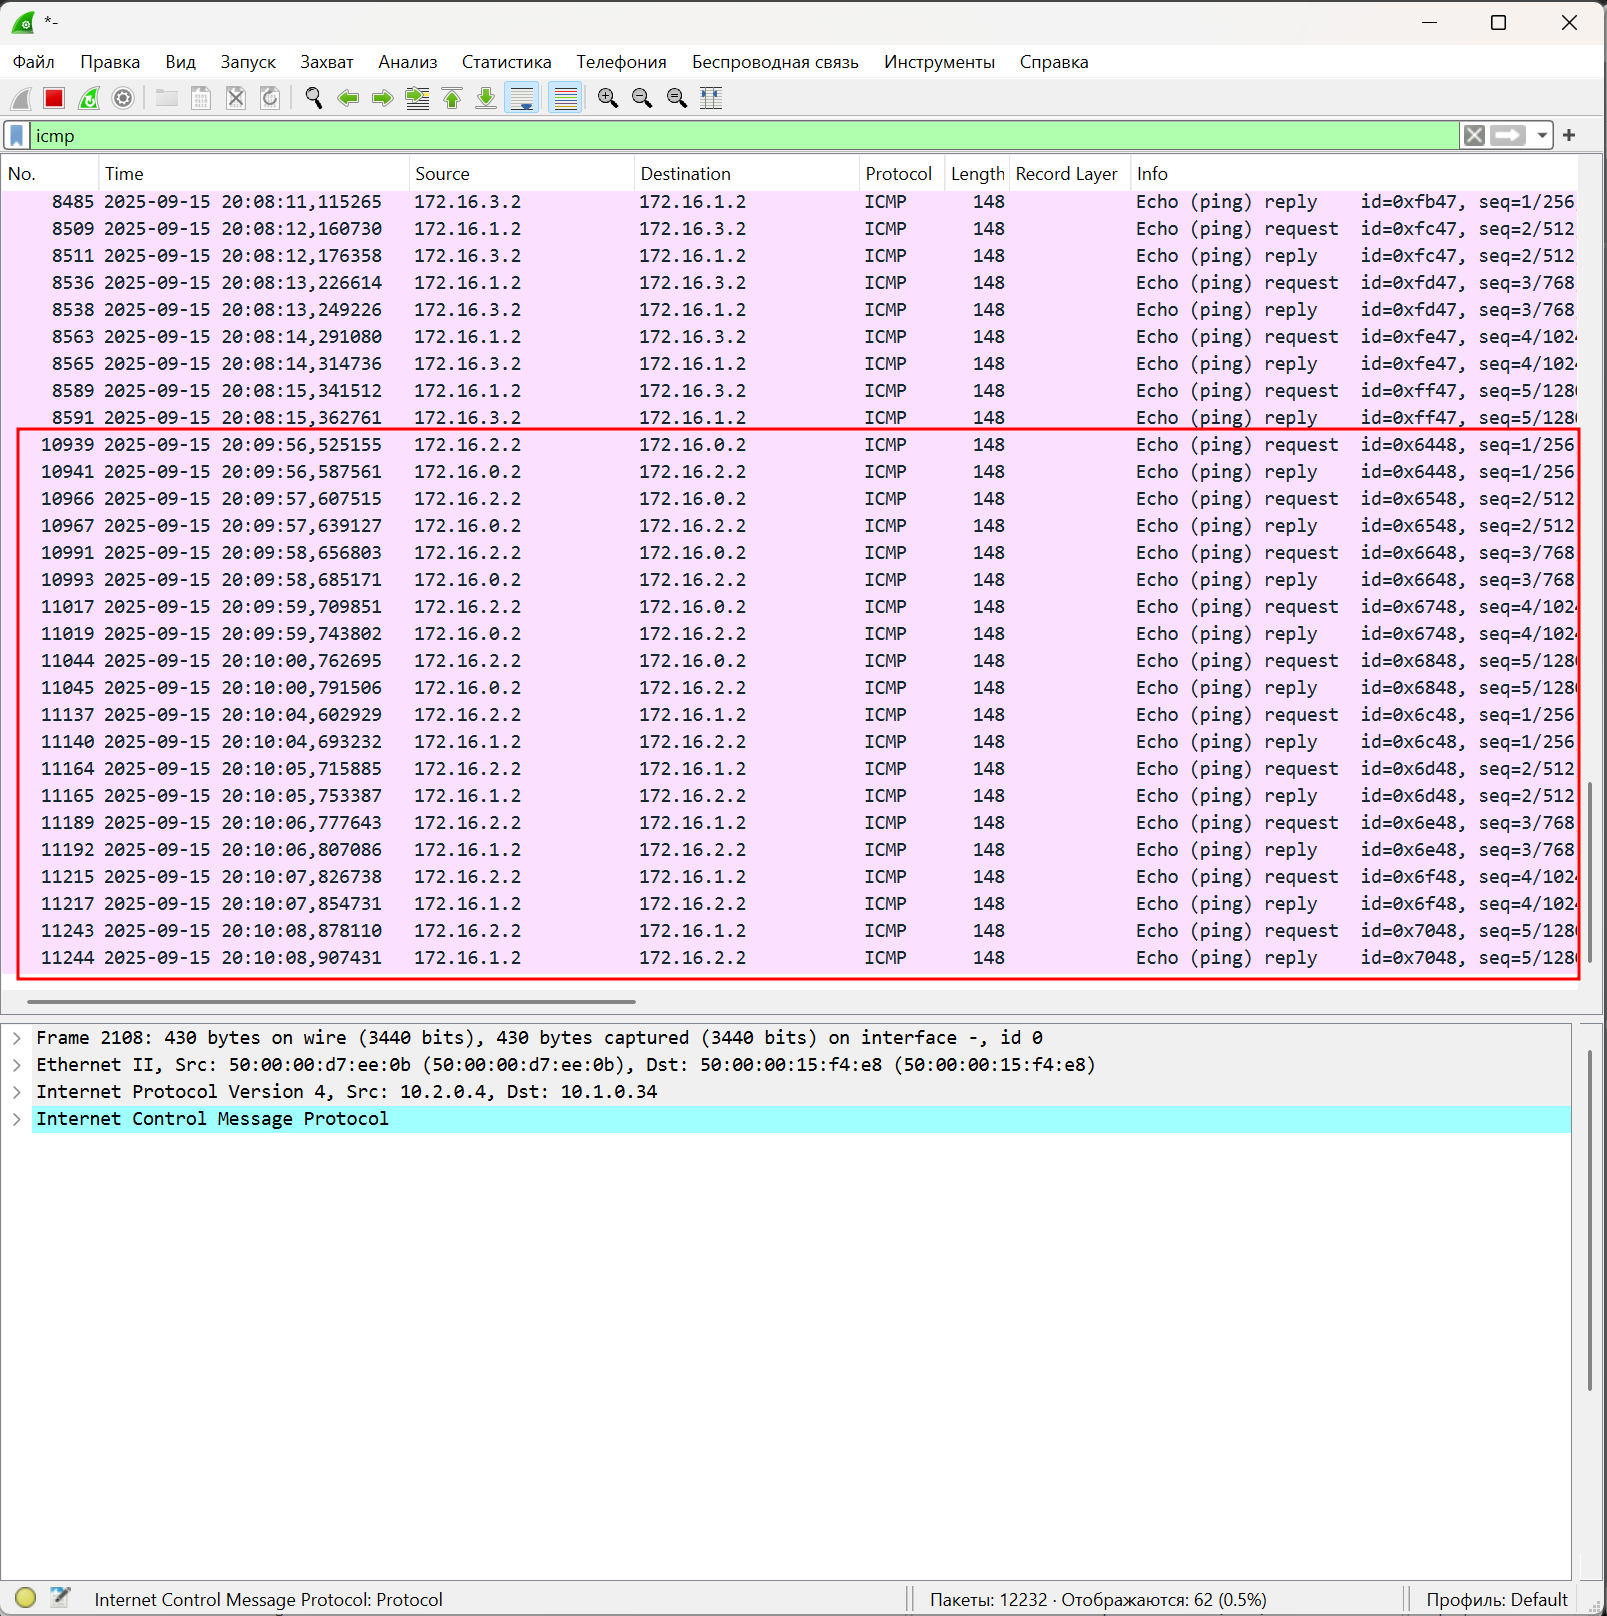 *-
Файл Правка Вид Запуск Захват Анализ Статистика Телефония Беспроводная связь Инструменты Справка
icmp
No. Time Source Destination Protocol Length Record Layer Info
8485 2025-09-15 20:08:11,115265 172.16.3.2 172.16.1.2 ICMP 148 Echo (ping) reply id=0xfb47, seq=1/256
8509 2025-09-15 20:08:12,160730 172.16.1.2 172.16.3.2 ICMP 148 Echo (ping) request id=0xfc47, seq=2/512
8511 2025-09-15 20:08:12,176358 172.16.3.2 172.16.1.2 ICMP 148 Echo (ping) reply id=0xfc47, seq=2/512
8536 2025-09-15 20:08:13,226614 172.16.1.2 172.16.3.2 ICMP 148 Echo (ping) request id=0xfd47, seq=3/768
8538 2025-09-15 20:08:13,249226 172.16.3.2 172.16.1.2 ICMP 148 Echo (ping) reply id=0xfd47, seq=3/768
8563 2025-09-15 20:08:14,291080 172.16.1.2 172.16.3.2 ICMP 148 Echo (ping) request id=0xfe47, seq=4/1024
8565 2025-09-15 20:08:14,314736 172.16.3.2 172.16.1.2 ICMP 148 Echo (ping) reply id=0xfe47, seq=4/1024
8589 2025-09-15 20:08:15,341512 172.16.1.2 172.16.3.2 ICMP 148 Echo (ping) request id=0xff47, seq=5/1280
8591 2025-09-15 20:08:15,362761 172.16.3.2 172.16.1.2 ICMP 148 Echo (ping) reply id=0xff47, seq=5/1280
10939 2025-09-15 20:09:56,525155 172.16.2.2 172.16.0.2 ICMP 148 Echo (ping) request id=0x6448, seq=1/256
10941 2025-09-15 20:09:56,587561 172.16.0.2 172.16.2.2 ICMP 148 Echo (ping) reply id=0x6448, seq=1/256
10966 2025-09-15 20:09:57,607515 172.16.2.2 172.16.0.2 ICMP 148 Echo (ping) request id=0x6548, seq=2/512
10967 2025-09-15 20:09:57,639127 172.16.0.2 172.16.2.2 ICMP 148 Echo (ping) reply id=0x6548, seq=2/512
10991 2025-09-15 20:09:58,656803 172.16.2.2 172.16.0.2 ICMP 148 Echo (ping) request id=0x6648, seq=3/768
10993 2025-09-15 20:09:58,685171 172.16.0.2 172.16.2.2 ICMP 148 Echo (ping) reply id=0x6648, seq=3/768
11017 2025-09-15 20:09:59,709851 172.16.2.2 172.16.0.2 ICMP 148 Echo (ping) request id=0x6748, seq=4/1024
11019 2025-09-15 20:09:59,743802 172.16.0.2 172.16.2.2 ICMP 148 Echo (ping) reply id=0x6748, seq=4/1024
11044 2025-09-15 20:10:00,762695 172.16.2.2 172.16.0.2 ICMP 148 Echo (ping) request id=0x6848, seq=5/1280
11045 2025-09-15 20:10:00,791506 172.16.0.2 172.16.2.2 ICMP 148 Echo (ping) reply id=0x6848, seq=5/1280
11137 2025-09-15 20:10:04,602929 172.16.2.2 172.16.1.2 ICMP 148 Echo (ping) request id=0x6c48, seq=1/256
11140 2025-09-15 20:10:04,693232 172.16.1.2 172.16.2.2 ICMP 148 Echo (ping) reply id=0x6c48, seq=1/256
11164 2025-09-15 20:10:05,715885 172.16.2.2 172.16.1.2 ICMP 148 Echo (ping) request id=0x6d48, seq=2/512
11165 2025-09-15 20:10:05,753387 172.16.1.2 172.16.2.2 ICMP 148 Echo (ping) reply id=0x6d48, seq=2/512
11189 2025-09-15 20:10:06,777643 172.16.2.2 172.16.1.2 ICMP 148 Echo (ping) request id=0x6e48, seq=3/768
11192 2025-09-15 20:10:06,807086 172.16.1.2 172.16.2.2 ICMP 148 Echo (ping) reply id=0x6e48, seq=3/768
11215 2025-09-15 20:10:07,826738 172.16.2.2 172.16.1.2 ICMP 148 Echo (ping) request id=0x6f48, seq=4/1024
11217 2025-09-15 20:10:07,854731 172.16.1.2 172.16.2.2 ICMP 148 Echo (ping) reply id=0x6f48, seq=4/1024
11243 2025-09-15 20:10:08,878110 172.16.2.2 172.16.1.2 ICMP 148 Echo (ping) request id=0x7048, seq=5/1280
11244 2025-09-15 20:10:08,907431 172.16.1.2 172.16.2.2 ICMP 148 Echo (ping) reply id=0x7048, seq=5/1280
Frame 2108: 430 bytes on wire (3440 bits), 430 bytes captured (3440 bits) on interface -, id 0
Ethernet II, Src: 50:00:00:d7:ee:0b (50:00:00:d7:ee:0b), Dst: 50:00:00:15:f4:e8 (50:00:00:15:f4:e8)
Internet Protocol Version 4, Src: 10.2.0.4, Dst: 10.1.0.34
Internet Control Message Protocol
Internet Control Message Protocol: Protocol Пакеты: 12232 · Отображаются: 62 (0.5%) Профиль: Default